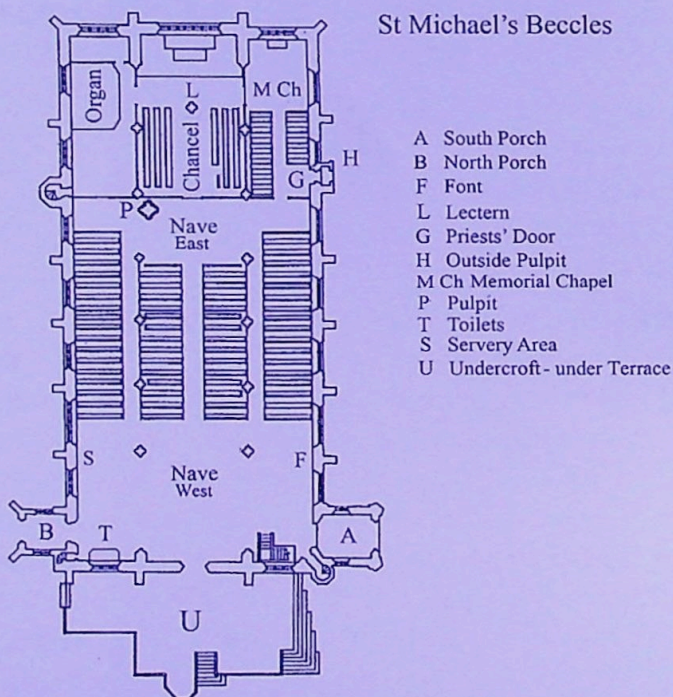 St Michael's Beccles
Organ
L
M Ch
Chancel
H
G
P
Nave
East
S
Nave
West
F
B
T
A
U
A South Porch
B North Porch
F Font
L Lectern
G Priests' Door
H Outside Pulpit
M Ch Memorial Chapel
P Pulpit
T Toilets
S Servery Area
U Undercroft - under Terrace